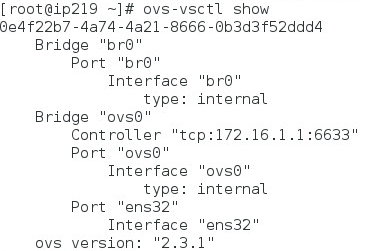 [root@ip219 ~]# ovs-vsctl show
0e4f22b7-4a74-4a21-8666-0b3d3f52ddd4
    Bridge "br0"
        Port "br0"
            Interface "br0"
                type: internal
    Bridge "ovs0"
        Controller "tcp:172.16.1.1:6633"
        Port "ovs0"
            Interface "ovs0"
                type: internal
        Port "ens32"
            Interface "ens32"
    ovs version: "2.3.1"